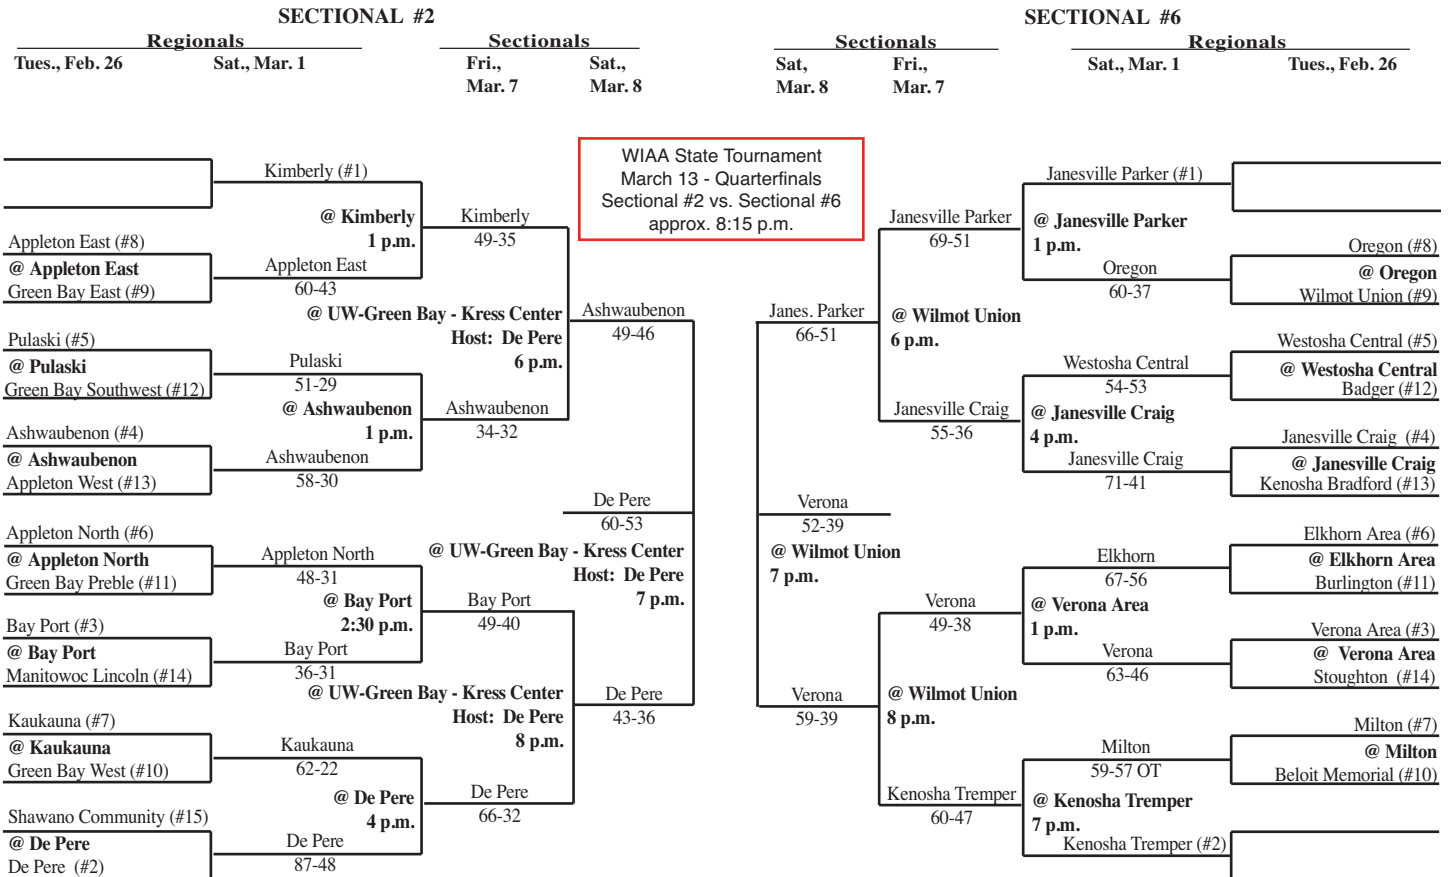 SECTIONAL #2
Regionals
Sectionals
Tues., Feb. 26
Sat., Mar. 1
Fri.,
Mar. 7
Sat.,
Mar. 8
Kimberly (#1)
@ Kimberly
1 p.m.
Kimberly
49-35
Appleton East (#8)
@ Appleton East
Green Bay East (#9)
Appleton East
60-43
@ UW-Green Bay - Kress Center
Host: De Pere
6 p.m.
Ashwaubenon
49-46
Pulaski (#5)
@ Pulaski
Green Bay Southwest (#12)
Pulaski
51-29
@ Ashwaubenon
1 p.m.
Ashwaubenon
34-32
Ashwaubenon (#4)
@ Ashwaubenon
Appleton West (#13)
Ashwaubenon
58-30
De Pere
60-53
@ UW-Green Bay - Kress Center
Host: De Pere
7 p.m.
Appleton North (#6)
@ Appleton North
Green Bay Preble (#11)
Appleton North
48-31
@ Bay Port
2:30 p.m.
Bay Port
49-40
Bay Port (#3)
@ Bay Port
Manitowoc Lincoln (#14)
Bay Port
36-31
@ UW-Green Bay - Kress Center
Host: De Pere
8 p.m.
De Pere
43-36
Kaukauna (#7)
@ Kaukauna
Green Bay West (#10)
Kaukauna
62-22
@ De Pere
4 p.m.
De Pere
66-32
Shawano Community (#15)
@ De Pere
De Pere (#2)
De Pere
87-48
WIAA State Tournament
March 13 - Quarterfinals
Sectional #2 vs. Sectional #6
approx. 8:15 p.m.
SECTIONAL #6
Sectionals
Regionals
Sat,
Mar. 8
Fri.,
Mar. 7
Sat., Mar. 1
Tues., Feb. 26
Janesville Parker (#1)
Janesville Parker
69-51
@ Janesville Parker
1 p.m.
Oregon (#8)
@ Oregon
Wilmot Union (#9)
Oregon
60-37
Janes. Parker
66-51
@ Wilmot Union
6 p.m.
Westosha Central (#5)
@ Westosha Central
Badger (#12)
Westosha Central
54-53
Janesville Craig
55-36
@ Janesville Craig
4 p.m.
Janesville Craig (#4)
@ Janesville Craig
Kenosha Bradford (#13)
Janesville Craig
71-41
Verona
52-39
@ Wilmot Union
7 p.m.
Elkhorn Area (#6)
@ Elkhorn Area
Burlington (#11)
Elkhorn
67-56
Verona
49-38
@ Verona Area
1 p.m.
Verona Area (#3)
@ Verona Area
Stoughton (#14)
Verona
63-46
Verona
59-39
@ Wilmot Union
8 p.m.
Milton (#7)
@ Milton
Beloit Memorial (#10)
Milton
59-57 OT
Kenosha Tremper
60-47
@ Kenosha Tremper
7 p.m.
Kenosha Tremper (#2)